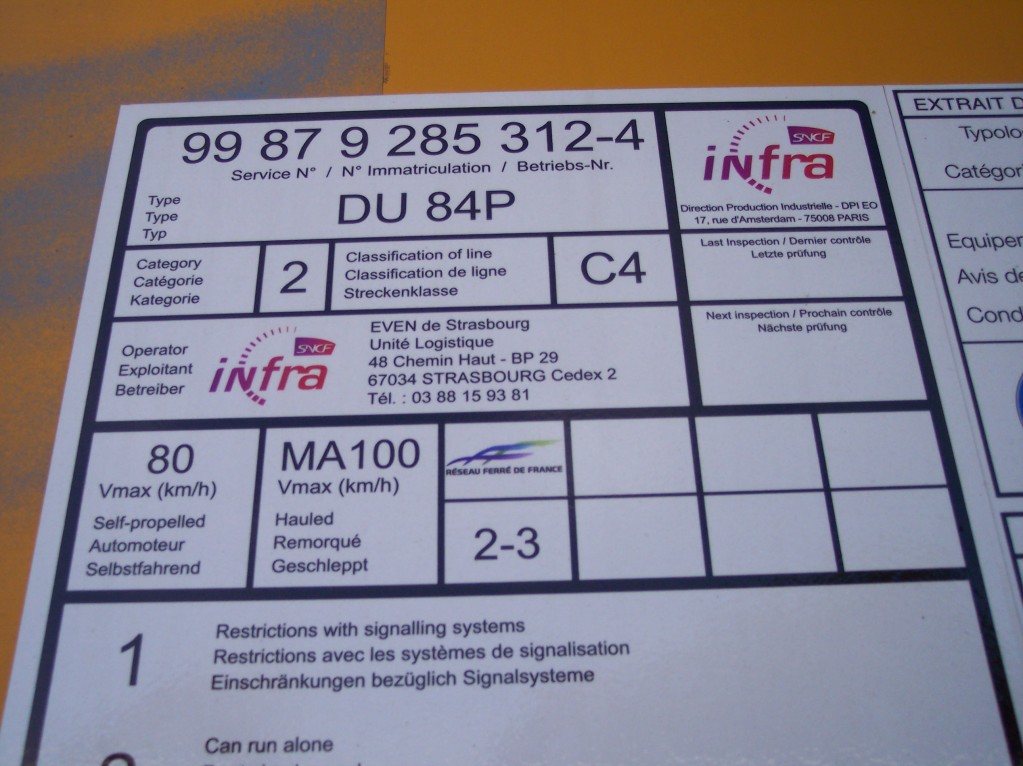 99 87 9 285 312-4
Service N° / N° Immatriculation / Betriebs-Nr.
Type
Type
Typ
DU 84P
SNCF
infra
Direction Production Industrielle - DPI EO
17, rue d'Amsterdam - 75008 PARIS
Category
Catégorie
Kategorie
2
Classification of line
Classification de ligne
Streckenklasse
C4
Last Inspection / Dernier contrôle
Letzte prüfung
Next inspection / Prochain contrôle
Nächste prüfung
Operator
Exploitant
Betreiber
SNCF
infra
EVEN de Strasbourg
Unité Logistique
48 Chemin Haut - BP 29
67034 STRASBOURG Cedex 2
Tél. : 03 88 15 93 81
80
Vmax (km/h)
Self-propelled
Automoteur
Selbstfahrend
MA100
Vmax (km/h)
Hauled
Remorqué
Geschleppt
RÉSEAU FERRÉ DE FRANCE
2-3
1
Restrictions with signalling systems
Restrictions avec les systèmes de signalisation
Einschränkungen bezüglich Signalsysteme
Can run alone
EXTRAIT D
Typolo
Catégori
Equiper
Avis de
Cond